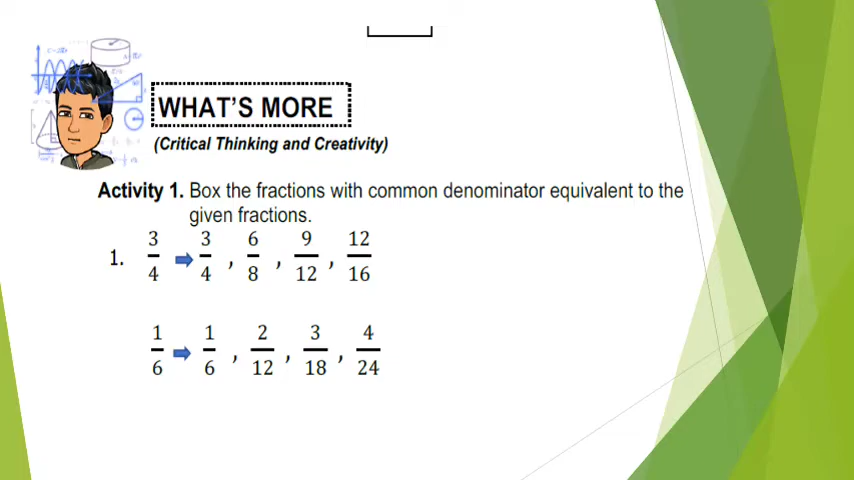 WHAT'S MORE
(Critical Thinking and Creativity)
Activity 1. Box the fractions with common denominator equivalent to the
given fractions.
1. 3/4 ➡ 3/4 , 6/8 , 9/12 , 12/16
1/6 ➡ 1/6 , 2/12 , 3/18 , 4/24